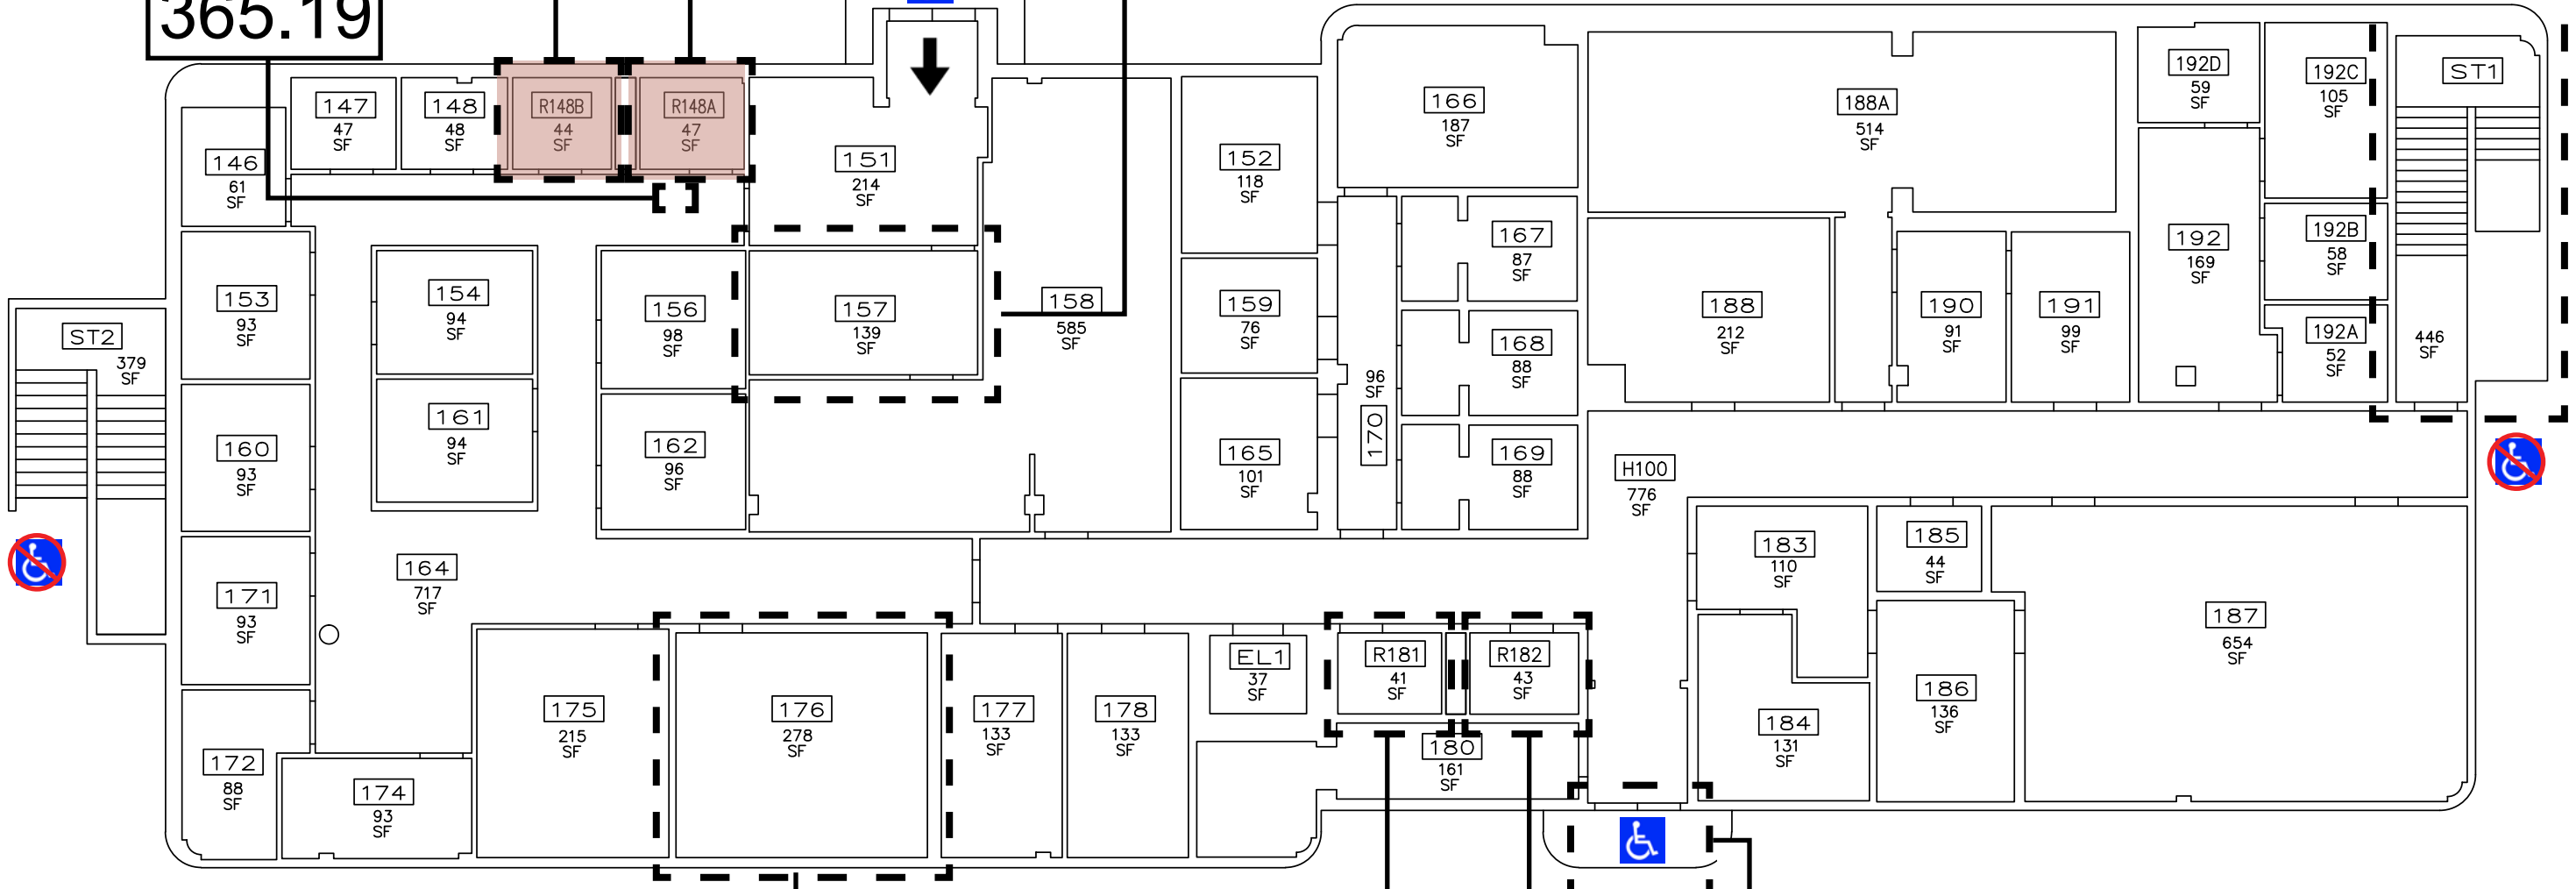 365.19
147
47
SF
148
48
SF
R148B
44
SF
R148A
47
SF
146
61
SF
151
214
SF
152
118
SF
166
187
SF
188A
514
SF
192D
59
SF
192C
105
SF
ST1
153
93
SF
154
94
SF
156
98
SF
157
139
SF
158
585
SF
159
76
SF
167
87
SF
168
88
SF
188
212
SF
190
91
SF
191
99
SF
192
169
SF
192B
58
SF
192A
52
SF
446
SF
ST2
379
SF
160
93
SF
161
94
SF
162
96
SF
165
101
SF
96
SF
170
169
88
SF
H100
776
SF
171
93
SF
164
717
SF
183
110
SF
185
44
SF
187
654
SF
172
88
SF
174
93
SF
175
215
SF
176
278
SF
177
133
SF
178
133
SF
EL1
37
SF
R181
41
SF
R182
43
SF
180
161
SF
184
131
SF
186
136
SF